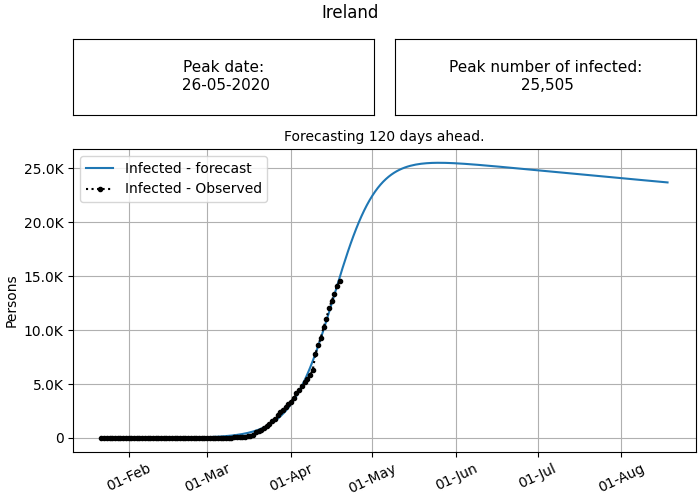 Ireland
Peak date:
26-05-2020
Peak number of infected:
25,505
Forecasting 120 days ahead.
Infected - forecast
Infected - Observed
25.0K
20.0K
15.0K
10.0K
5.0K
0
Persons
01-Feb
01-Mar
01-Apr
01-May
01-Jun
01-Jul
01-Aug